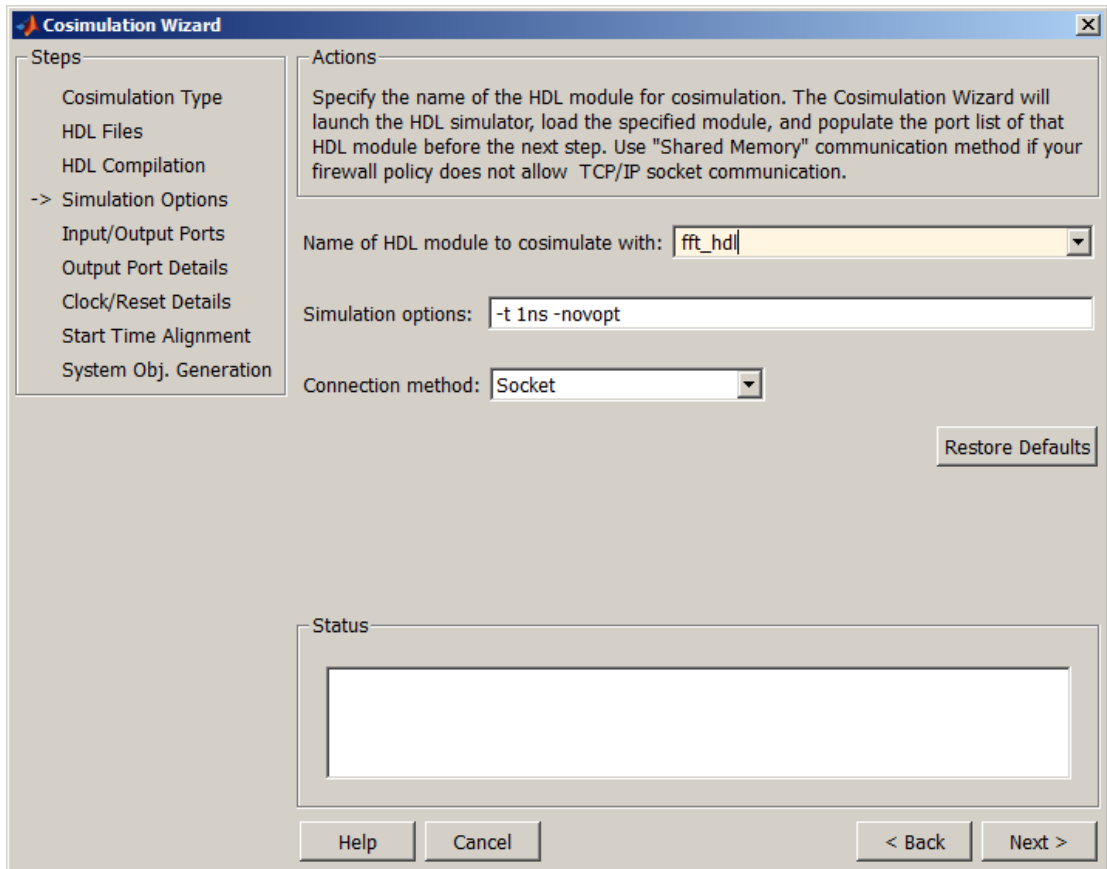 Cosimulation Wizard
Steps
Cosimulation Type
HDL Files
HDL Compilation
-> Simulation Options
Input/Output Ports
Output Port Details
Clock/Reset Details
Start Time Alignment
System Obj. Generation
Actions
Specify the name of the HDL module for cosimulation. The Cosimulation Wizard will
launch the HDL simulator, load the specified module, and populate the port list of that
HDL module before the next step. Use "Shared Memory" communication method if your
firewall policy does not allow  TCP/IP socket communication.
Name of HDL module to cosimulate with: fft_hdl
Simulation options: -t 1ns -novopt
Connection method: Socket
Restore Defaults
Status
Help Cancel < Back Next >